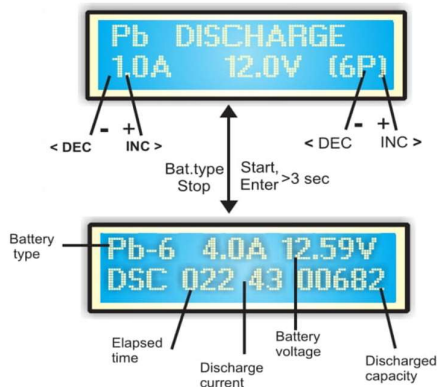 Pb DISCHARGE
1.0A 12.0V (6P)
- +
< DEC INC >
- +
< DEC INC >
Bat.type
Stop
Start,
Enter >3 sec
Battery
type
Pb-6 4.0A 12.59V
DSC 022 43 00682
Elapsed
time
Discharge
current
Battery
voltage
Discharged
capacity